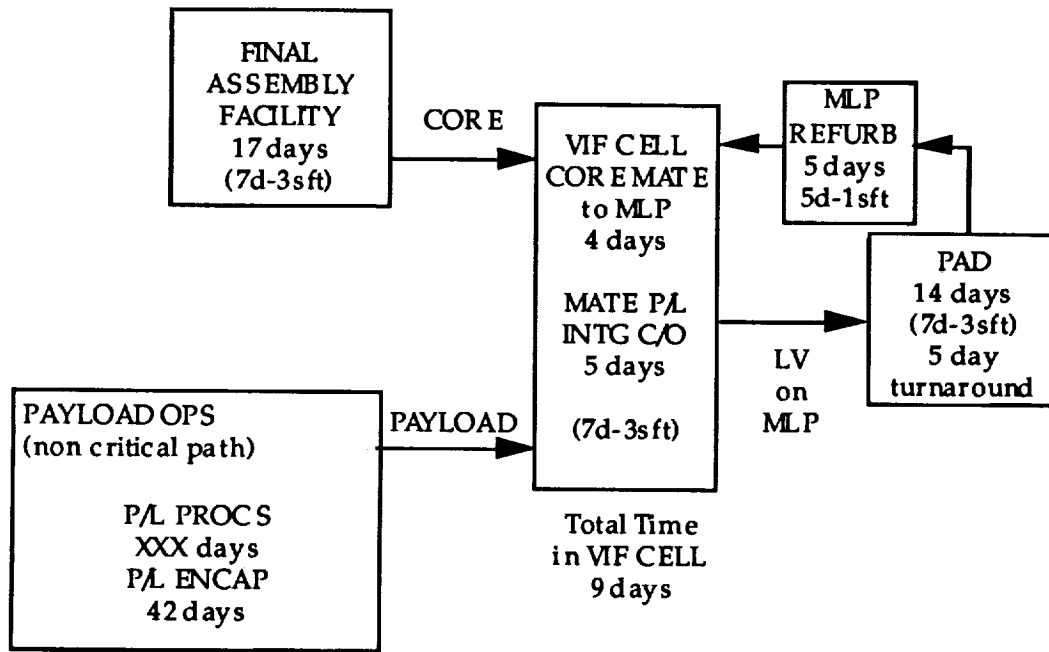 FINAL
ASSEMBLY
FACILITY
17 days
(7d-3sft)
CORE
VIF CELL
CORE MATE
to MLP
4 days
MATE P/L
INTG C/O
5 days
(7d-3sft)
Total Time
in VIF CELL
9 days
MLP
REFURB
5 days
5d-1sft
PAD
14 days
(7d-3sft)
5 day
turnaround
LV
on
MLP
PAYLOAD OPS
(non critical path)
P/L PROCS
XXX days
P/L ENCAP
42 days
PAYLOAD